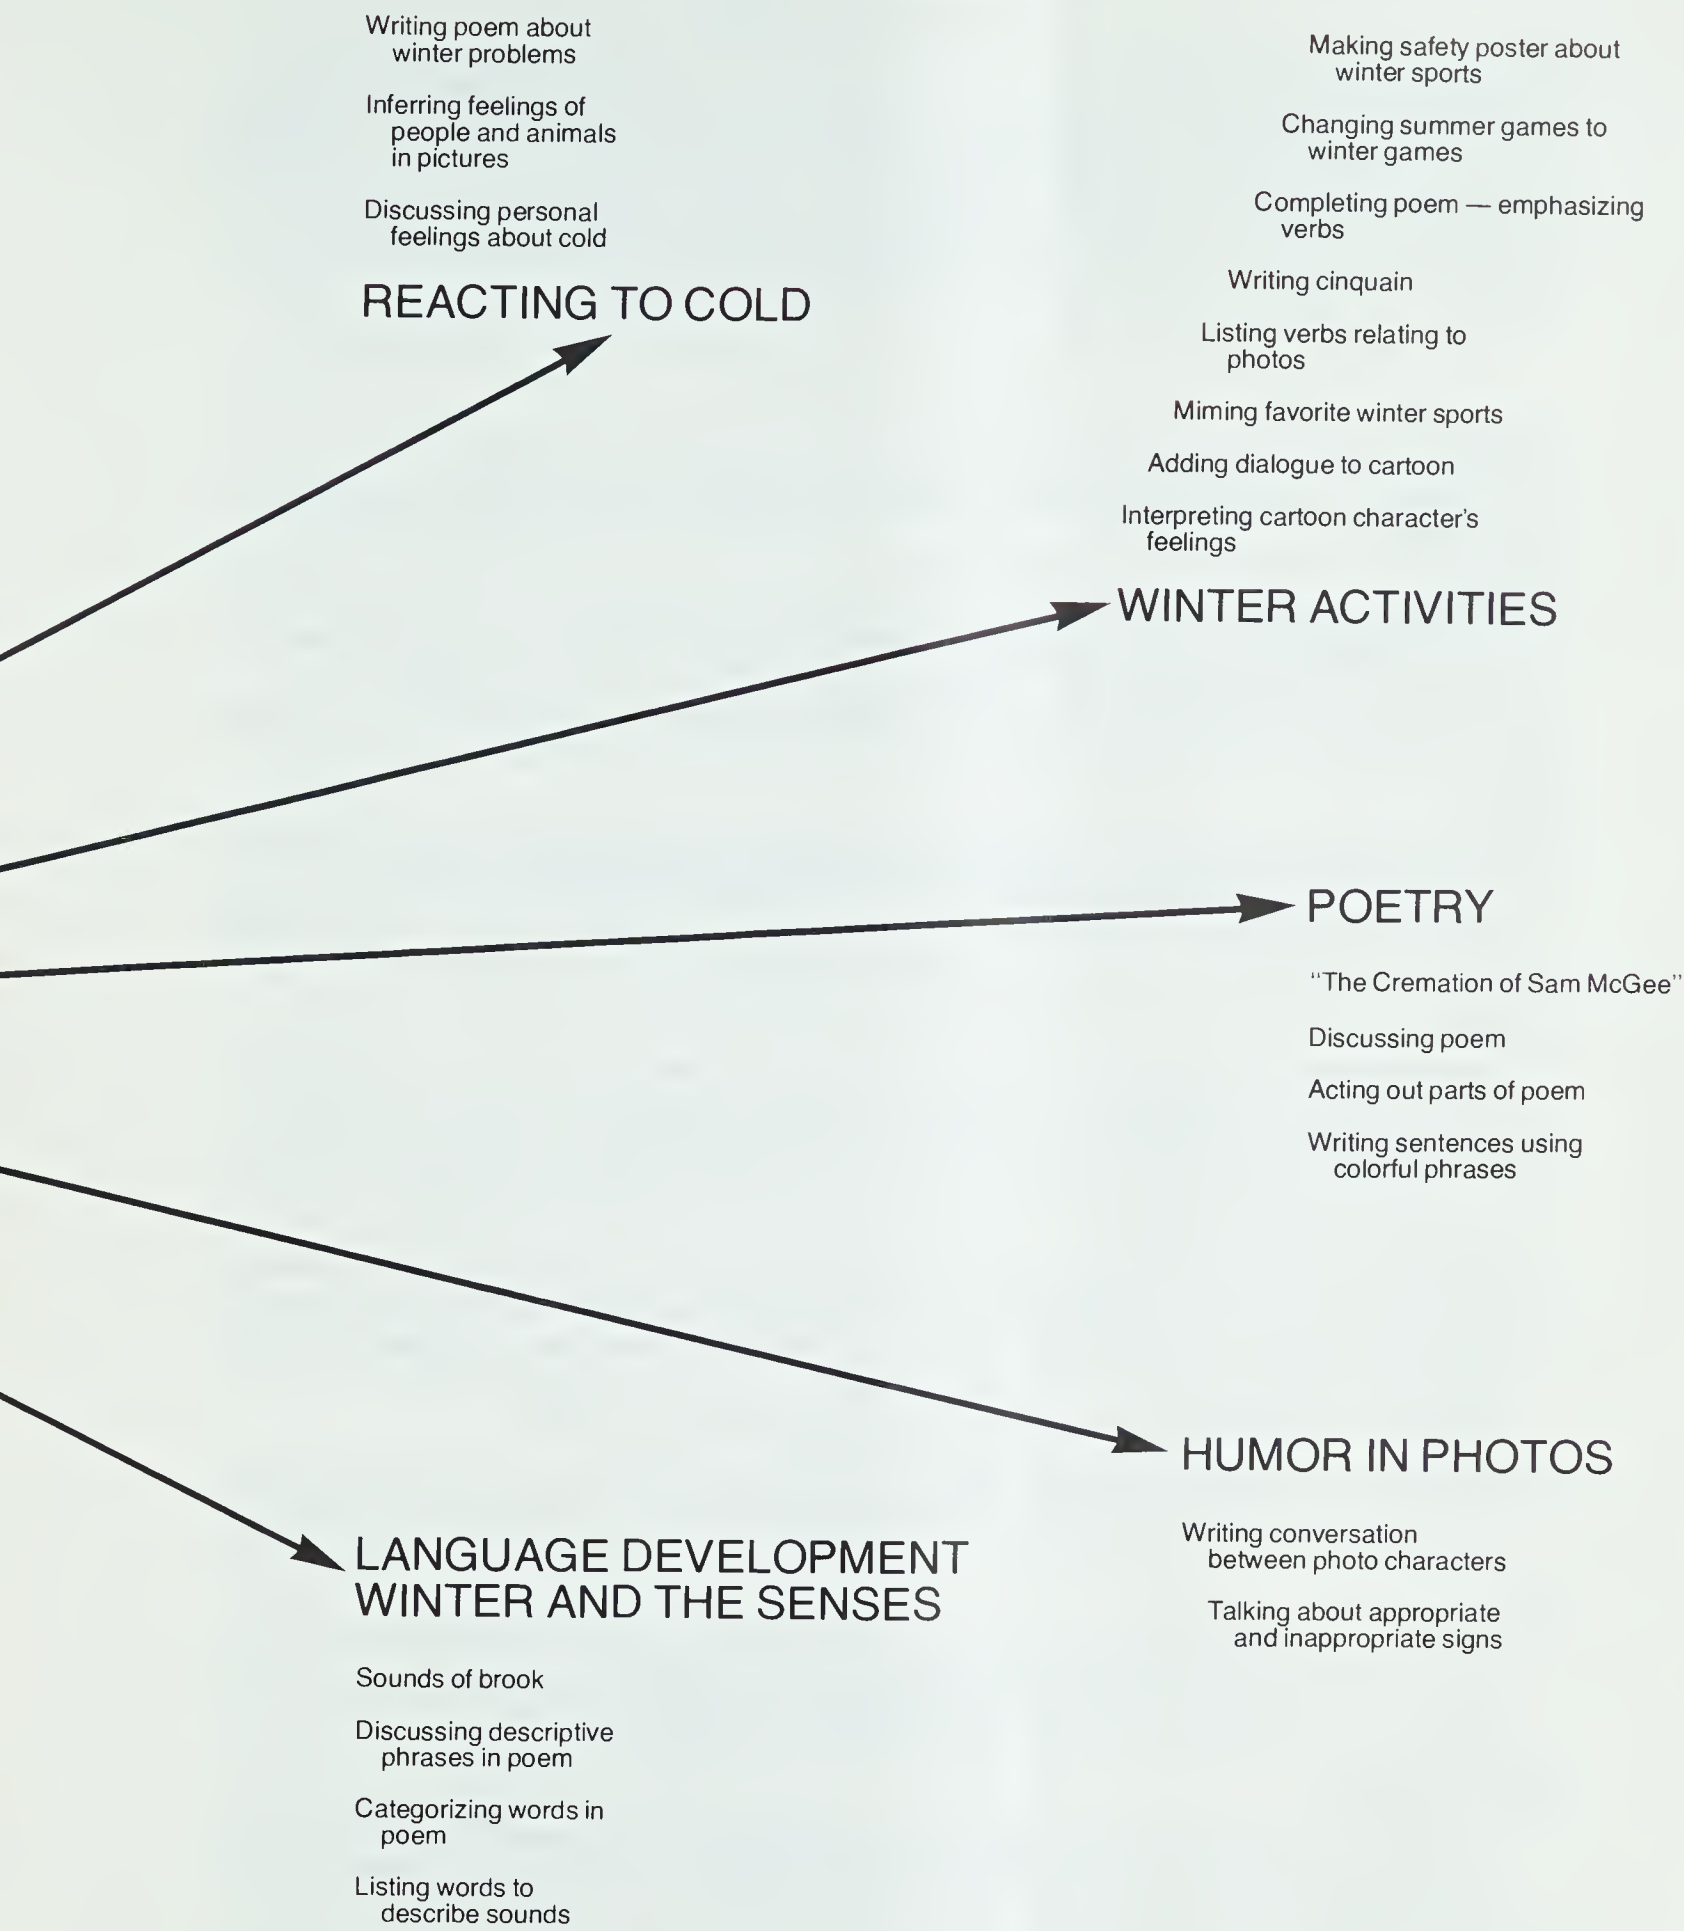 Writing poem about
winter problems
Inferring feelings of
people and animals
in pictures
Discussing personal
feelings about cold
REACTING TO COLD
Making safety poster about
winter sports
Changing summer games to
winter games
Completing poem — emphasizing
verbs
Writing cinquain
Listing verbs relating to
photos
Miming favorite winter sports
Adding dialogue to cartoon
Interpreting cartoon character's
feelings
WINTER ACTIVITIES
POETRY
"The Cremation of Sam McGee"
Discussing poem
Acting out parts of poem
Writing sentences using
colorful phrases
HUMOR IN PHOTOS
Writing conversation
between photo characters
Talking about appropriate
and inappropriate signs
LANGUAGE DEVELOPMENT
WINTER AND THE SENSES
Sounds of brook
Discussing descriptive
phrases in poem
Categorizing words in
poem
Listing words to
describe sounds